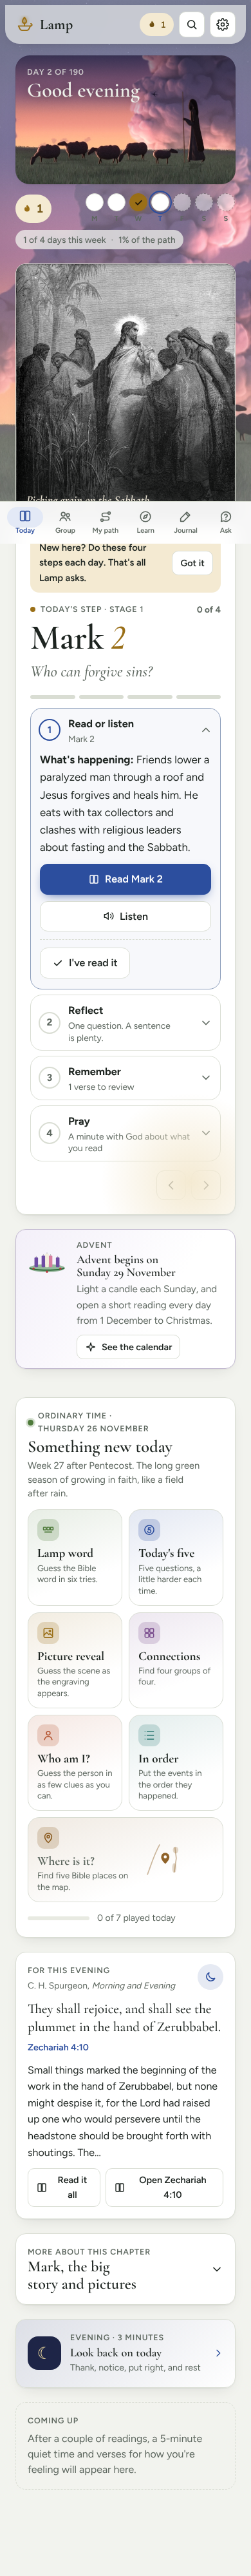 Lamp
1
DAY 2 OF 190
Good evening
1
T
S
1 of 4 days this week · 1% of the path
Picking grain on the Sabbath
Today
Group
My path
Learn
Journal
Ask
New here? Do these four
steps each day. That's all
Lamp asks.
Got it
TODAY'S STEP · STAGE 1
0 of 4
Mark 2
Who can forgive sins?
1
Read or listen
Mark 2
What's happening: Friends lower a
paralyzed man through a roof and
Jesus forgives and heals him. He
eats with tax collectors and
clashes with religious leaders
about fasting and the Sabbath.
Read Mark 2
Listen
I've read it
2
Reflect
One question. A sentence
is plenty.
3
Remember
1 verse to review
4
Pray
A minute with God about what
you read
ADVENT
Advent begins on
Sunday 29 November
Light a candle each Sunday, and
open a short reading every day
from 1 December to Christmas.
See the calendar
ORDINARY TIME ·
THURSDAY 26 NOVEMBER
Something new today
Week 27 after Pentecost. The long green
season of growing in faith, like a field
after rain.
Lamp word
Guess the Bible
word in six tries.
Today's five
Five questions, a
little harder each
time.
Picture reveal
Guess the scene as
the engraving
appears.
Connections
Find four groups of
four.
Who am I?
Guess the person in
as few clues as you
can.
In order
Put the events in
the order they
happened.
Where is it?
Find five Bible places on
the map.
0 of 7 played today
FOR THIS EVENING
C. H. Spurgeon, Morning and Evening
They shall rejoice, and shall see the
plummet in the hand of Zerubbabel.
Zechariah 4:10
Small things marked the beginning of the
work in the hand of Zerubbabel, but none
might despise it, for the Lord had raised
up one who would persevere until the
headstone should be brought forth with
shoutings. The…
Read it
all
Open Zechariah
4:10
MORE ABOUT THIS CHAPTER
Mark, the big
story and pictures
EVENING · 3 MINUTES
Look back on today
Thank, notice, put right, and rest
COMING UP
After a couple of readings, a 5-minute
quiet time and verses for how you're
feeling will appear here.